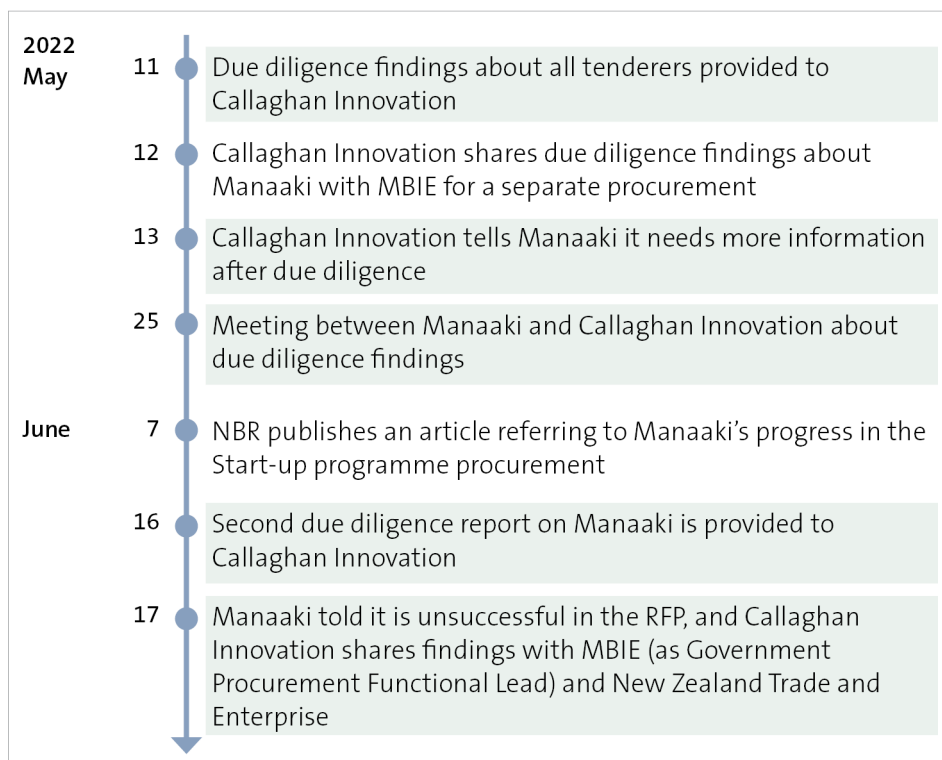 2022
May
11
Due diligence findings about all tenderers provided to
Callaghan Innovation
12
Callaghan Innovation shares due diligence findings about
Manaaki with MBIE for a separate procurement
13
Callaghan Innovation tells Manaaki it needs more information
after due diligence
25
Meeting between Manaaki and Callaghan Innovation about
due diligence findings
June
7
NBR publishes an article referring to Manaaki’s progress in the
Start-up programme procurement
16
Second due diligence report on Manaaki is provided to
Callaghan Innovation
17
Manaaki told it is unsuccessful in the RFP, and Callaghan
Innovation shares findings with MBIE (as Government
Procurement Functional Lead) and New Zealand Trade and
Enterprise